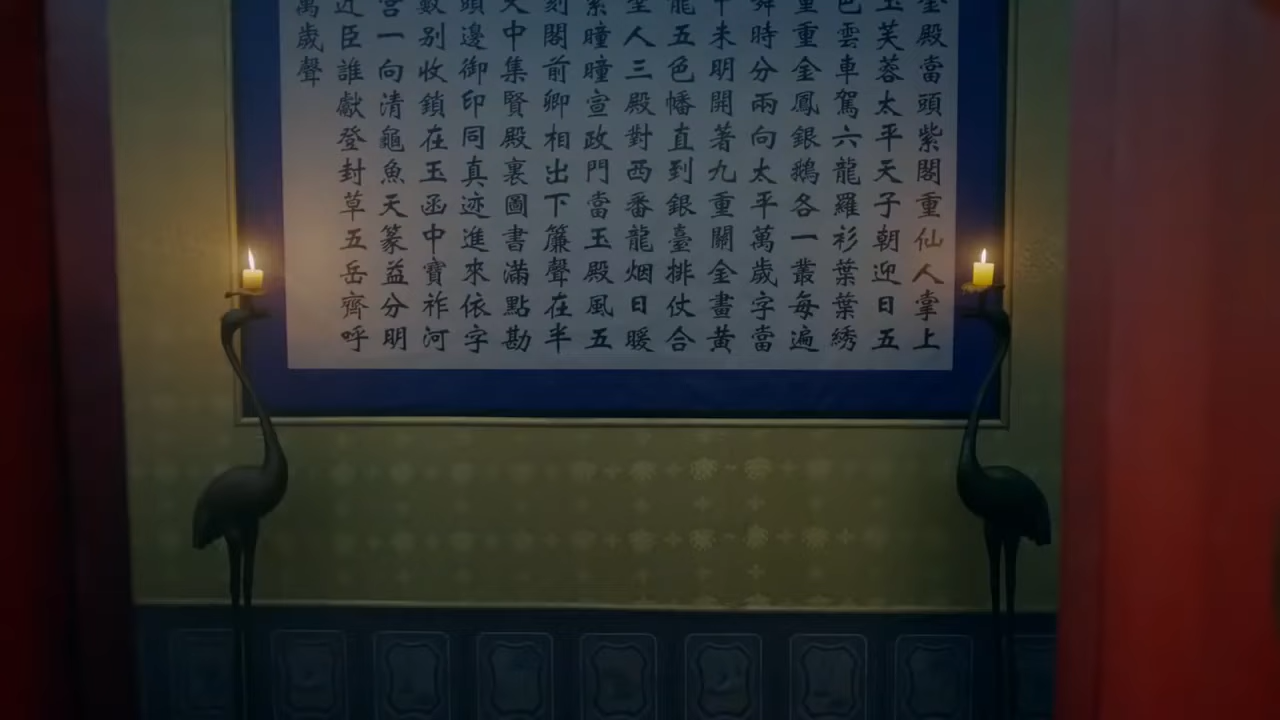 金殿當頭紫閣重仙人掌上
玉芙蓉太平天子朝迎日五
色雲車駕六龍羅衫葉葉綉
重重金鳳銀鵝各一叢每遍
舞時分兩向太平萬歲字當
中未明開著九重關金畫黃
龍五色幡直到銀臺排仗合
聖人三殿對西番龍烟日暖
紫曈曈宣政門當玉殿風五
刻閣前卿相出下簾聲在半
天中集賢殿裏圖書滿點勘
頭邊御印同真迹進來依字
數別收鎖在玉函中寶祚河
宮一向清龜魚天篆益分明
近臣誰獻登封草五岳齊呼
萬歲聲